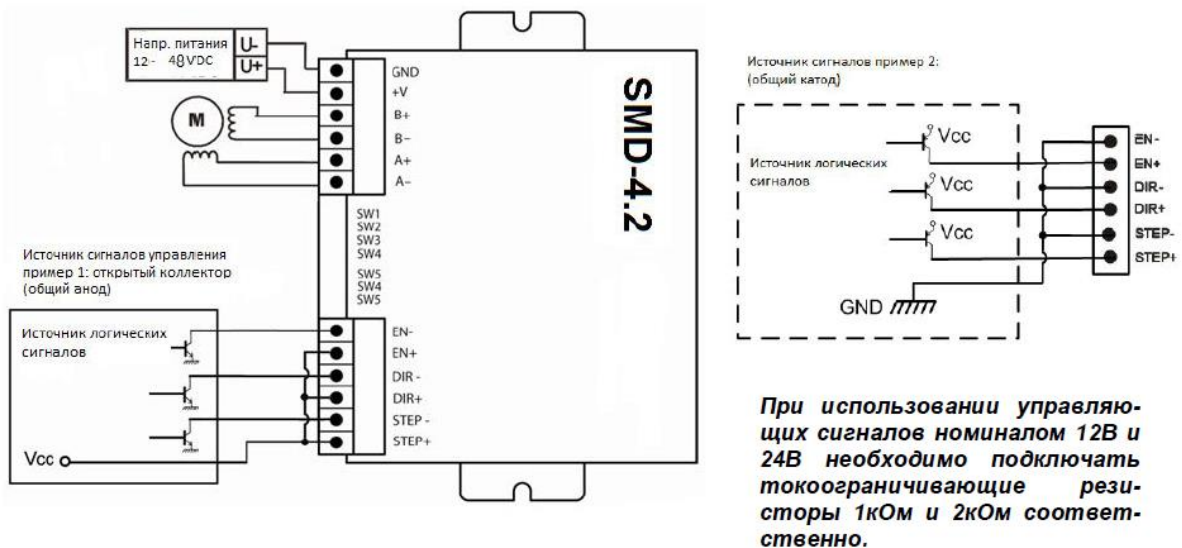 Напр. питания
12 - 48VDC
U-
U+
M
GND
+V
B+
B-
A+
A-
SW1
SW2
SW3
SW4
SW5
SW4
SW5
SMD-4.2
Источник сигналов управления
пример 1: открытый коллектор
(общий анод)
Источник логических
сигналов
Vcc
EN-
EN+
DIR -
DIR+
STEP -
STEP+
Источник сигналов пример 2:
(общий катод)
Источник логических
сигналов
Vcc
Vcc
Vcc
GND
EN-
EN+
DIR-
DIR+
STEP-
STEP+
При использовании управляю-
щих сигналов номиналом 12В и
24В необходимо подключать
токоограничивающие рези-
сторы 1кОм и 2кОм соответ-
ственно.